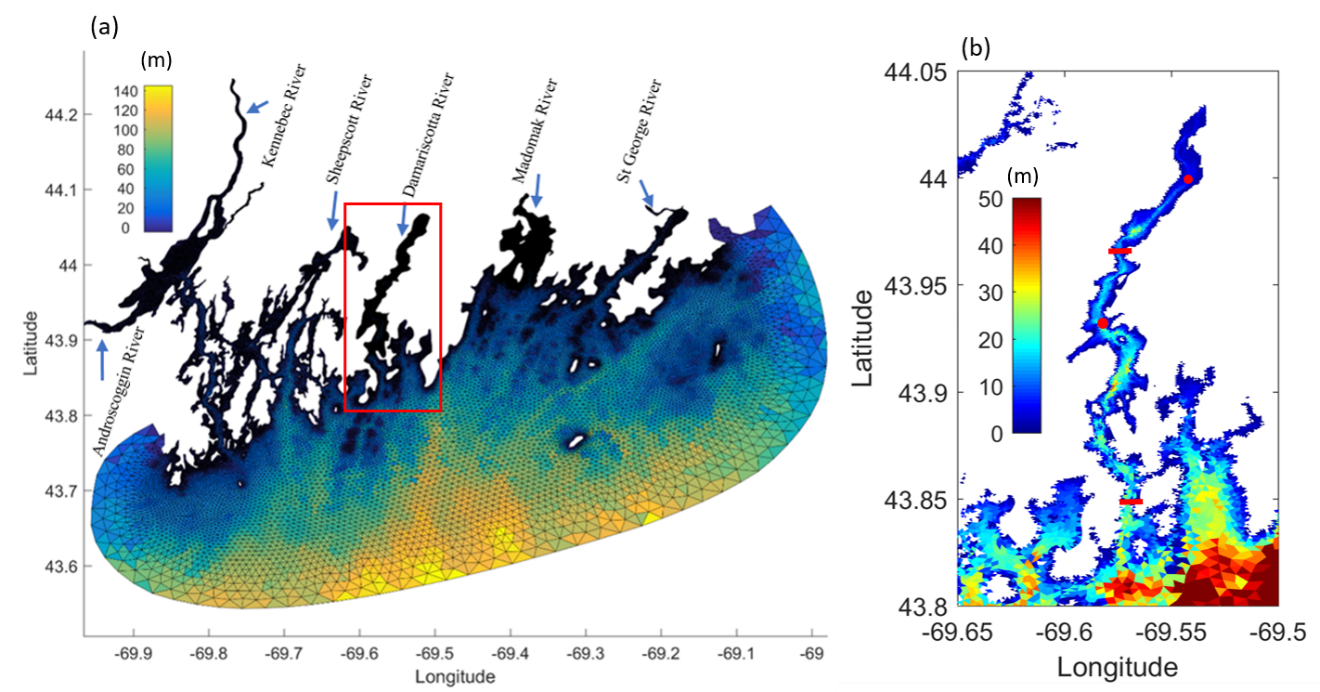 (a)
(m)
140
120
100
80
60
40
20
0
Kennebec River
Sheepscott River
Damariscotta River
Madomak River
St George River
Androscoggin River
44.2
44.1
44
43.9
43.8
43.7
43.6
Latitude
-69.9
-69.8
-69.7
-69.6
-69.5
-69.4
-69.3
-69.2
-69.1
-69
Longitude
(b)
(m)
50
40
30
20
10
0
44.05
44
43.95
43.9
43.85
43.8
Latitude
-69.65
-69.6
-69.55
-69.5
Longitude